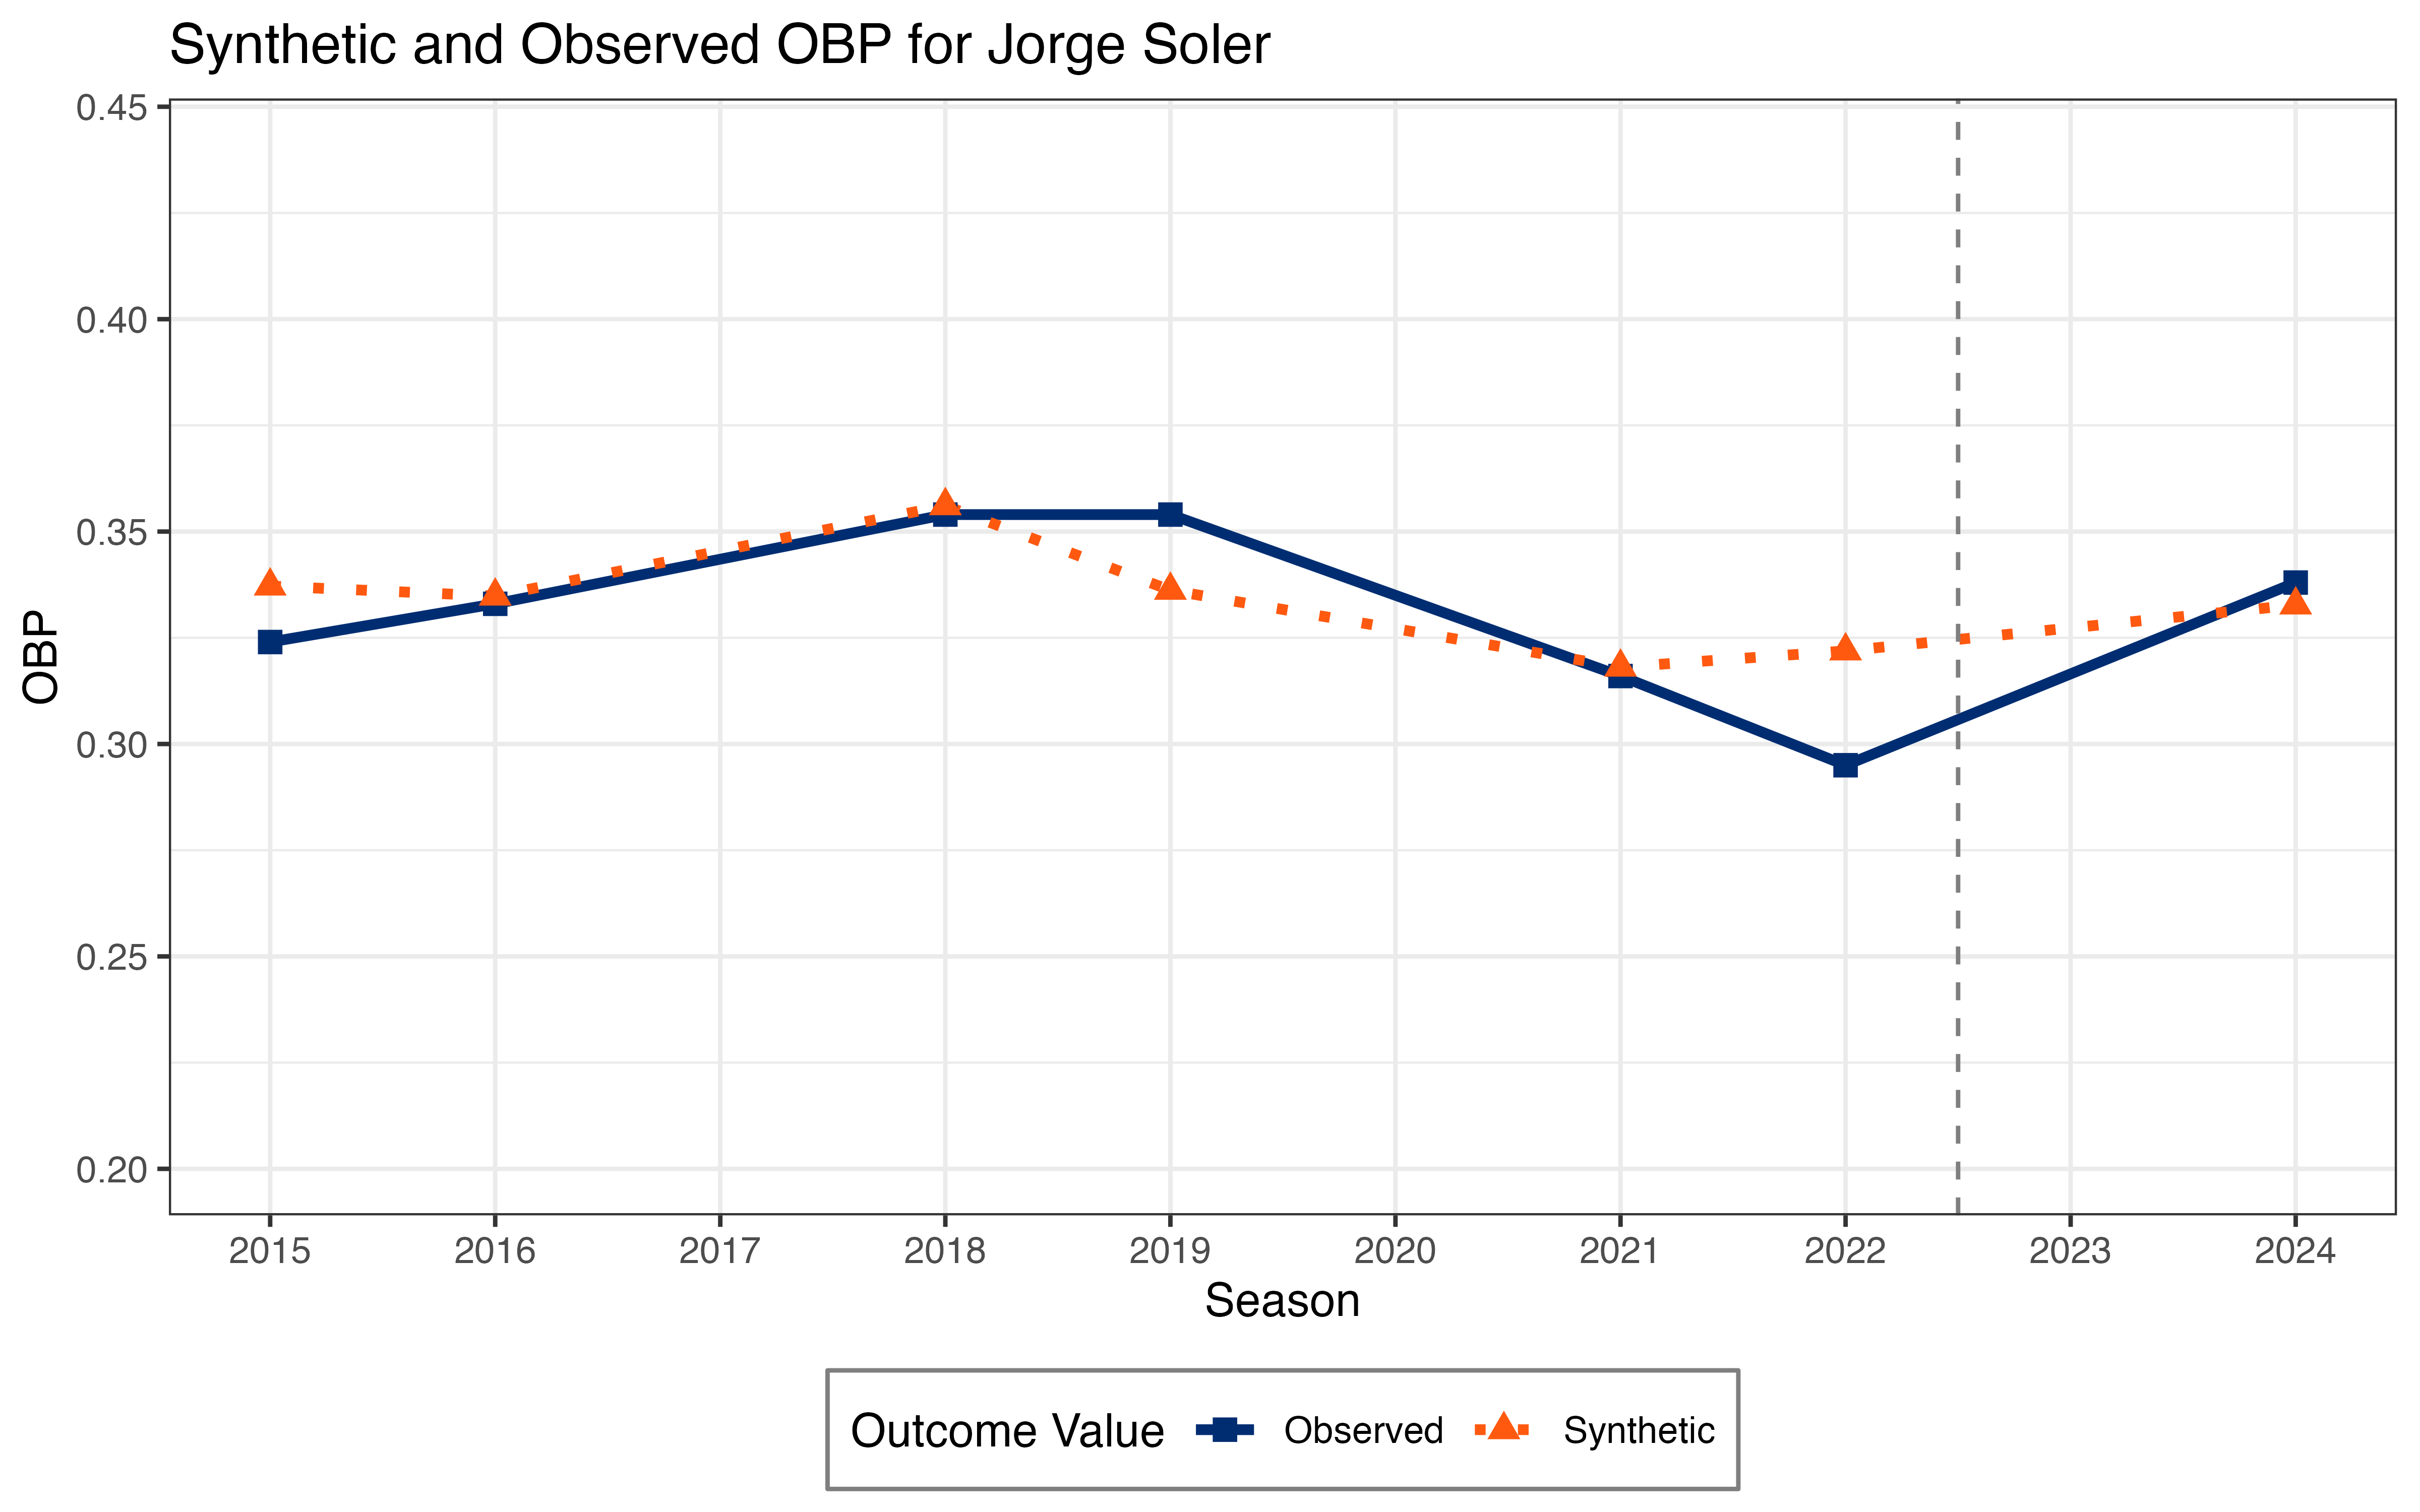 Synthetic and Observed OBP for Jorge Soler
0.45
0.40
0.35
0.30
0.25
0.20
OBP
2015 2016 2017 2018 2019 2020 2021 2022 2023 2024
Season
Outcome Value Observed Synthetic